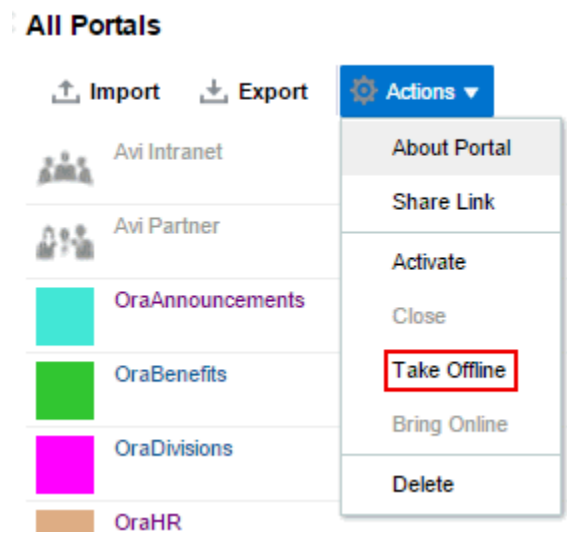 All Portals
Import Export Actions
Avi Intranet
Avi Partner
OraAnnouncements
OraBenefits
OraDivisions
OraHR
About Portal
Share Link
Activate
Close
Take Offline
Bring Online
Delete